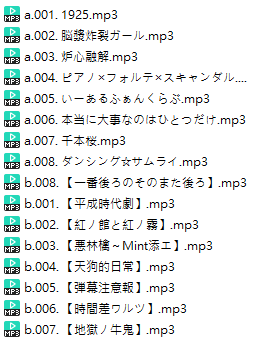 a.001. 1925.mp3
a.002. 脳漿炸裂ガール.mp3
a.003. 炉心融解.mp3
a.004. ピアノ×フォルテ×スキャンダル....
a.005. いーあるふぁんくらぶ.mp3
a.006. 本当に大事なのはひとつだけ.mp3
a.007. 千本桜.mp3
a.008. ダンシング☆サムライ.mp3
b.008. 【一番後ろのそのまた後ろ】.mp3
b.001. 【平成時代劇】.mp3
b.002. 【紅ノ館と紅ノ霧】.mp3
b.003. 【悪林檎～Mint添エ】.mp3
b.004. 【天狗的日常】.mp3
b.005. 【弾幕注意報】.mp3
b.006. 【時間差ワルツ】.mp3
b.007. 【地獄ノ牛鬼】.mp3